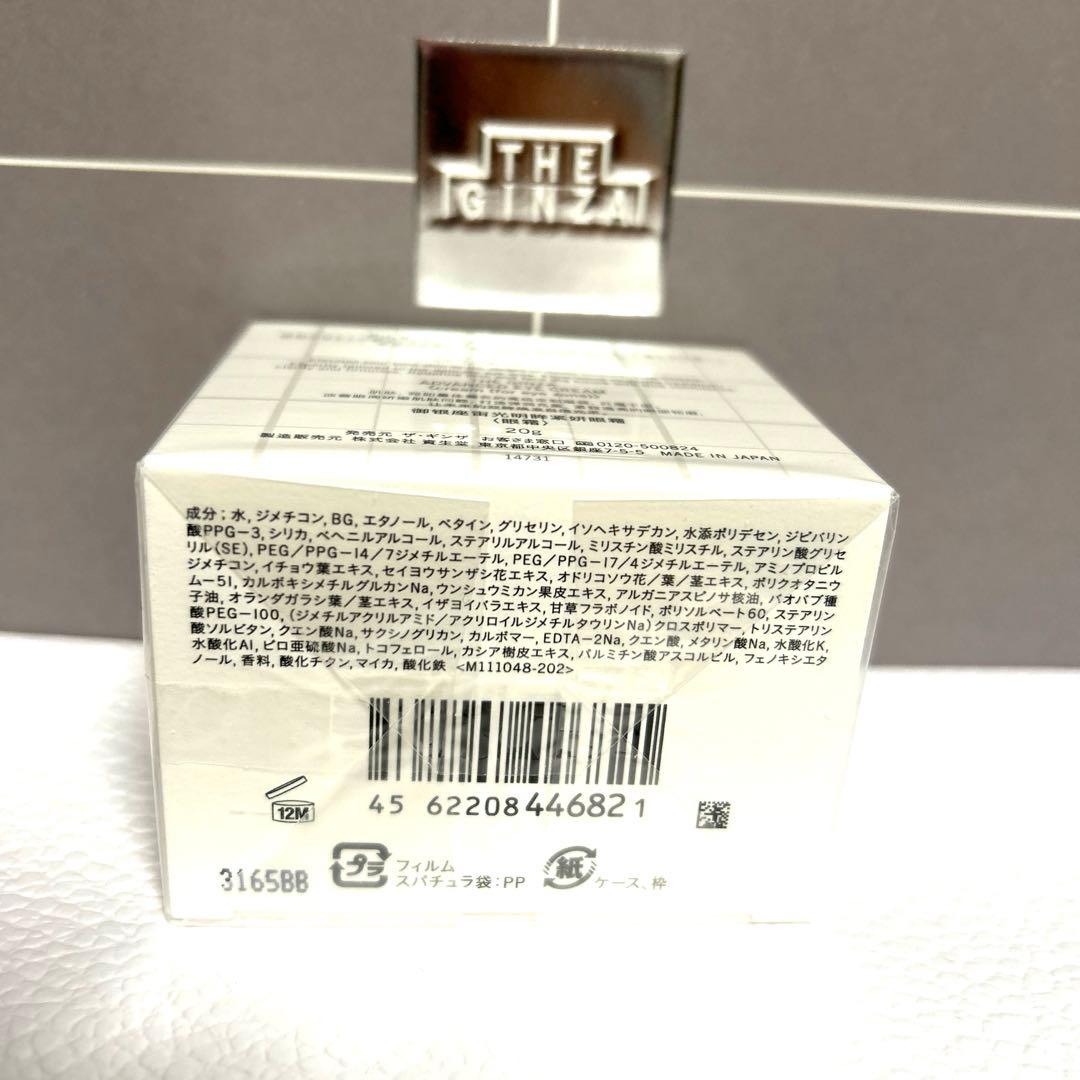 THE
GINZA
御银座宙光明眸莱妍眼霜
(眼霜)
20g
発売元 ザ・ギンザ お客さま窓口 0120-500824
製造販売元 株式会社 資生堂 東京都中央区銀座7-5-5 MADE IN JAPAN
14731
成分;水, ジメチコン, BG, エタノール, ベタイン, グリセリン, イソヘキサデカン, 水添ポリデセン, ジピバリン
酸PPG-3, シリカ, ベヘニルアルコール, ステアリルアルコール, ミリスチン酸ミリスチル, ステアリン酸グリセ
リル(SE), PEG/PPG-14/7ジメチルエーテル, PEG/PPG-17/4ジメチルエーテル, アミノプロピル
ジメチコン, イチョウ葉エキス, セイヨウサンザシ花エキス, オドリコソウ花/葉/茎エキス, ポリクオタニウ
ム-51, カルボキシメチルグルカンNa, ウンシュウミカン果皮エキス, アルガニアスピノサ核油, バオバブ種
子油, オランダガラシ葉/茎エキス, イザヨイバラエキス, 甘草フラボノイド, ポリソルベート60, ステアリン
酸PEG-100, (ジメチルアクリルアミド/アクリロイルジメチルタウリンNa)クロスポリマー, トリステアリン
酸ソルビタン, クエン酸Na, サクシノグリカン, カルボマー, EDTA-2Na, クエン酸, メタリン酸Na, 水酸化K,
水酸化Al, ピロ亜硫酸Na, トコフェロール, カシア樹皮エキス, パルミチン酸アスコルビル, フェノキシエタ
ノール, 香料, 酸化チタン, マイカ, 酸化鉄 <M111048-202>
45 62208 446821
12M
3165BB
プラ
フィルム
スパチュラ袋:PP
紙
ケース、枠